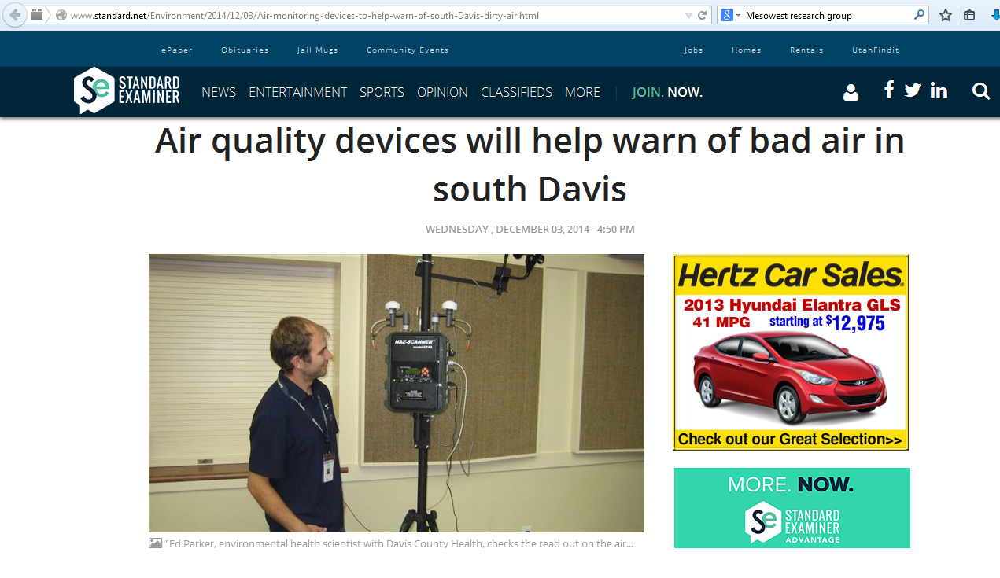 www.standard.net/Environment/2014/12/03/Air-monitoring-devices-to-help-warn-of-south-Davis-dirty-air.html
Mesowest research group
ePaper Obituaries Jail Mugs Community Events Jobs Homes Rentals UtahFindit
Se STANDARD EXAMINER
NEWS ENTERTAINMENT SPORTS OPINION CLASSIFIEDS MORE JOIN. NOW.
Air quality devices will help warn of bad air in
south Davis
WEDNESDAY , DECEMBER 03, 2014 - 4:50 PM
HAZ-SCANNER
model EPAS
"Ed Parker, environmental health scientist with Davis County Health, checks the read out on the air...
Hertz Car Sales.
2013 Hyundai Elantra GLS
41 MPG starting at $12,975
Check out our Great Selection>>
MORE. NOW.
Se STANDARD
EXAMINER
ADVANTAGE